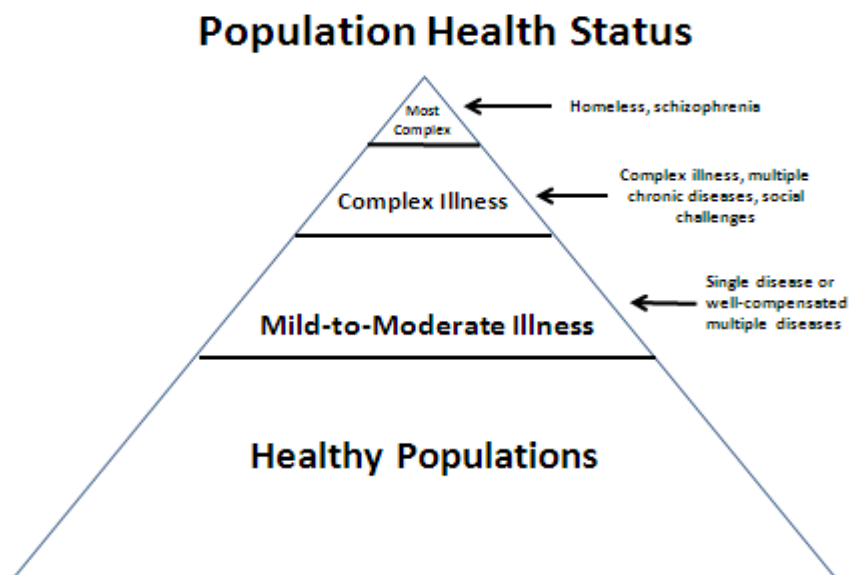 Population Health Status
Most
Complex
Homeless, schizophrenia
Complex Illness
Complex illness, multiple
chronic diseases, social
challenges
Mild-to-Moderate Illness
Single disease or
well-compensated
multiple diseases
Healthy Populations